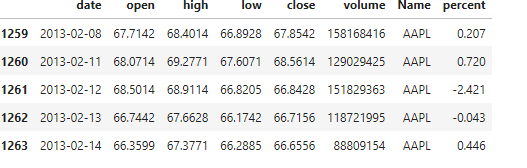 date open high low close volume Name percent
1259 2013-02-08 67.7142 68.4014 66.8928 67.8542 158168416 AAPL 0.207
1260 2013-02-11 68.0714 69.2771 67.6071 68.5614 129029425 AAPL 0.720
1261 2013-02-12 68.5014 68.9114 66.8205 66.8428 151829363 AAPL -2.421
1262 2013-02-13 66.7442 67.6628 66.1742 66.7156 118721995 AAPL -0.043
1263 2013-02-14 66.3599 67.3771 66.2885 66.6556 88809154 AAPL 0.446